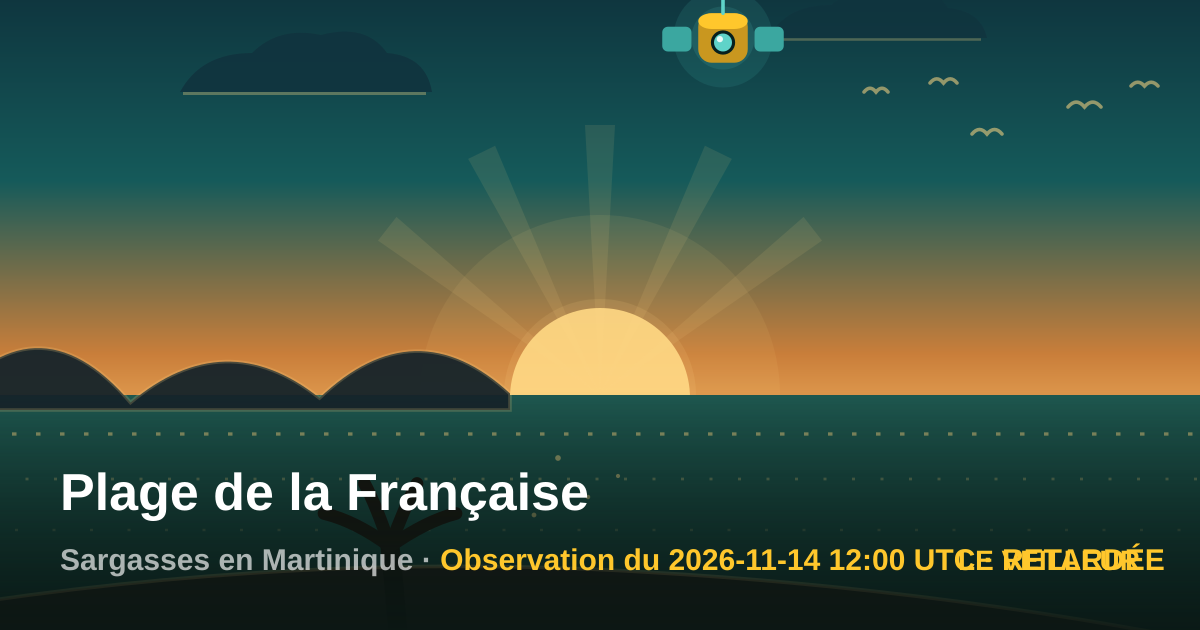 Plage de la Française
Sargasses en Martinique · Observation du 2026-11-14 12:00 UTC